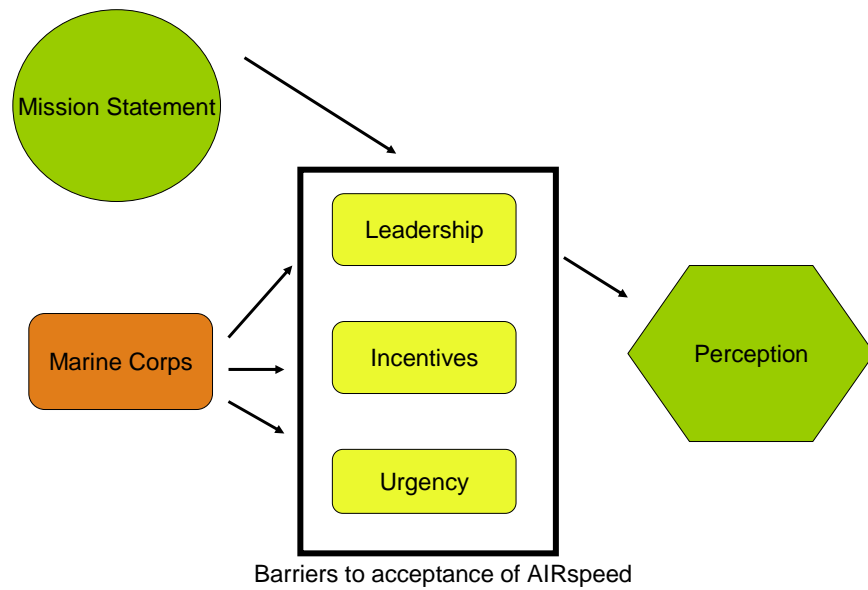 Mission Statement
Leadership
Marine Corps
Incentives
Perception
Urgency
Barriers to acceptance of AIRspeed